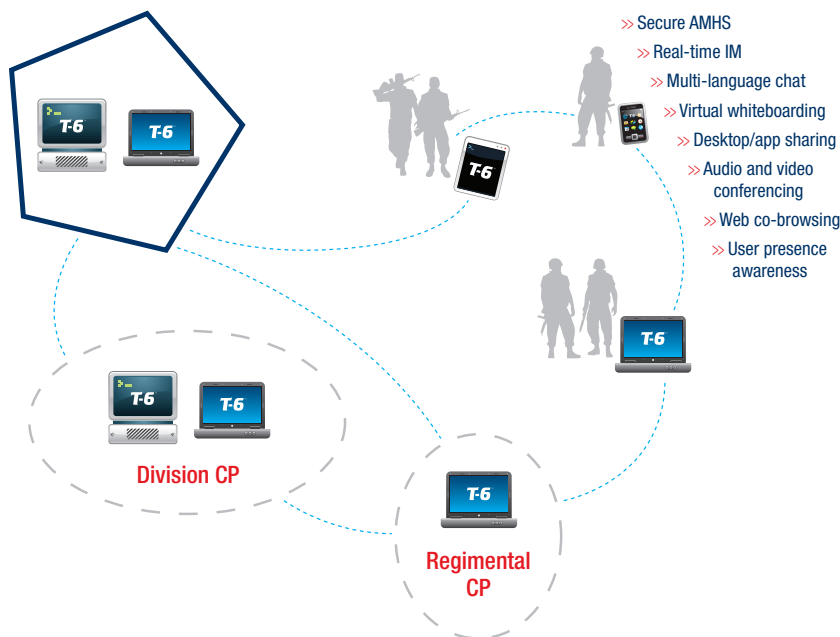 >> Secure AMHS
>> Real-time IM
>> Multi-language chat
>> Virtual whiteboarding
>> Desktop/app sharing
>> Audio and video
conferencing
>> Web co-browsing
>> User presence
awareness
T-6
T-6
T-6
T-6
T-6
T-6
Division CP
T-6
Regimental
CP